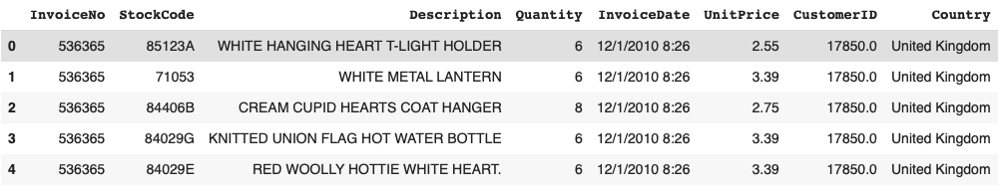 InvoiceNo StockCode Description Quantity InvoiceDate UnitPrice CustomerID Country
0 536365 85123A WHITE HANGING HEART T-LIGHT HOLDER 6 12/1/2010 8:26 2.55 17850.0 United Kingdom
1 536365 71053 WHITE METAL LANTERN 6 12/1/2010 8:26 3.39 17850.0 United Kingdom
2 536365 84406B CREAM CUPID HEARTS COAT HANGER 8 12/1/2010 8:26 2.75 17850.0 United Kingdom
3 536365 84029G KNITTED UNION FLAG HOT WATER BOTTLE 6 12/1/2010 8:26 3.39 17850.0 United Kingdom
4 536365 84029E RED WOOLLY HOTTIE WHITE HEART. 6 12/1/2010 8:26 3.39 17850.0 United Kingdom